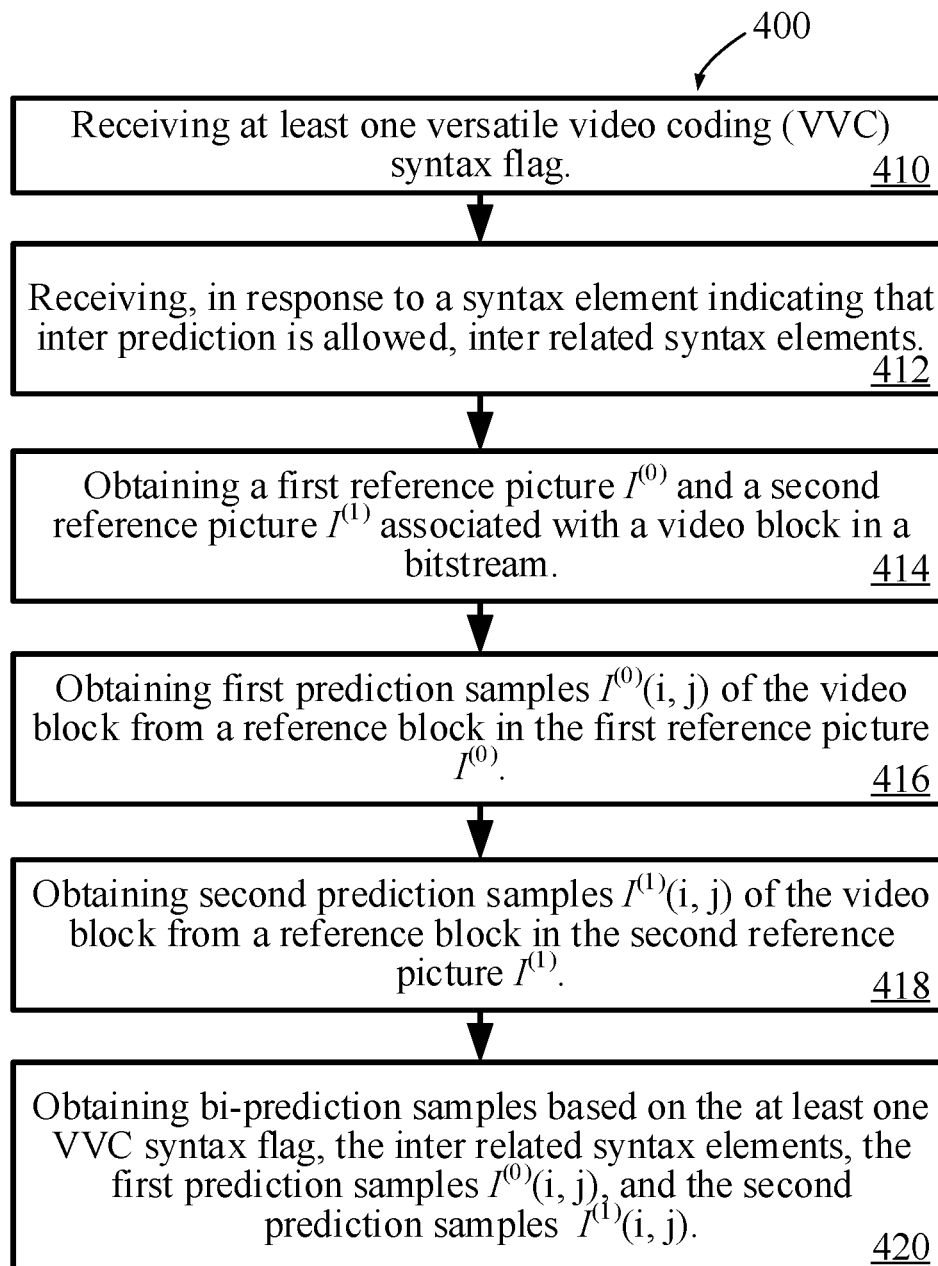 400
Receiving at least one versatile video coding (VVC)
syntax flag.
410
Receiving, in response to a syntax element indicating that
inter prediction is allowed, inter related syntax elements.
412
Obtaining a first reference picture I⁽⁰⁾ and a second
reference picture I⁽¹⁾ associated with a video block in a
bitstream.
414
Obtaining first prediction samples I⁽⁰⁾(i, j) of the video
block from a reference block in the first reference picture
I⁽⁰⁾.
416
Obtaining second prediction samples I⁽¹⁾(i, j) of the video
block from a reference block in the second reference
picture I⁽¹⁾.
418
Obtaining bi-prediction samples based on the at least one
VVC syntax flag, the inter related syntax elements, the
first prediction samples I⁽⁰⁾(i, j), and the second
prediction samples I⁽¹⁾(i, j).
420